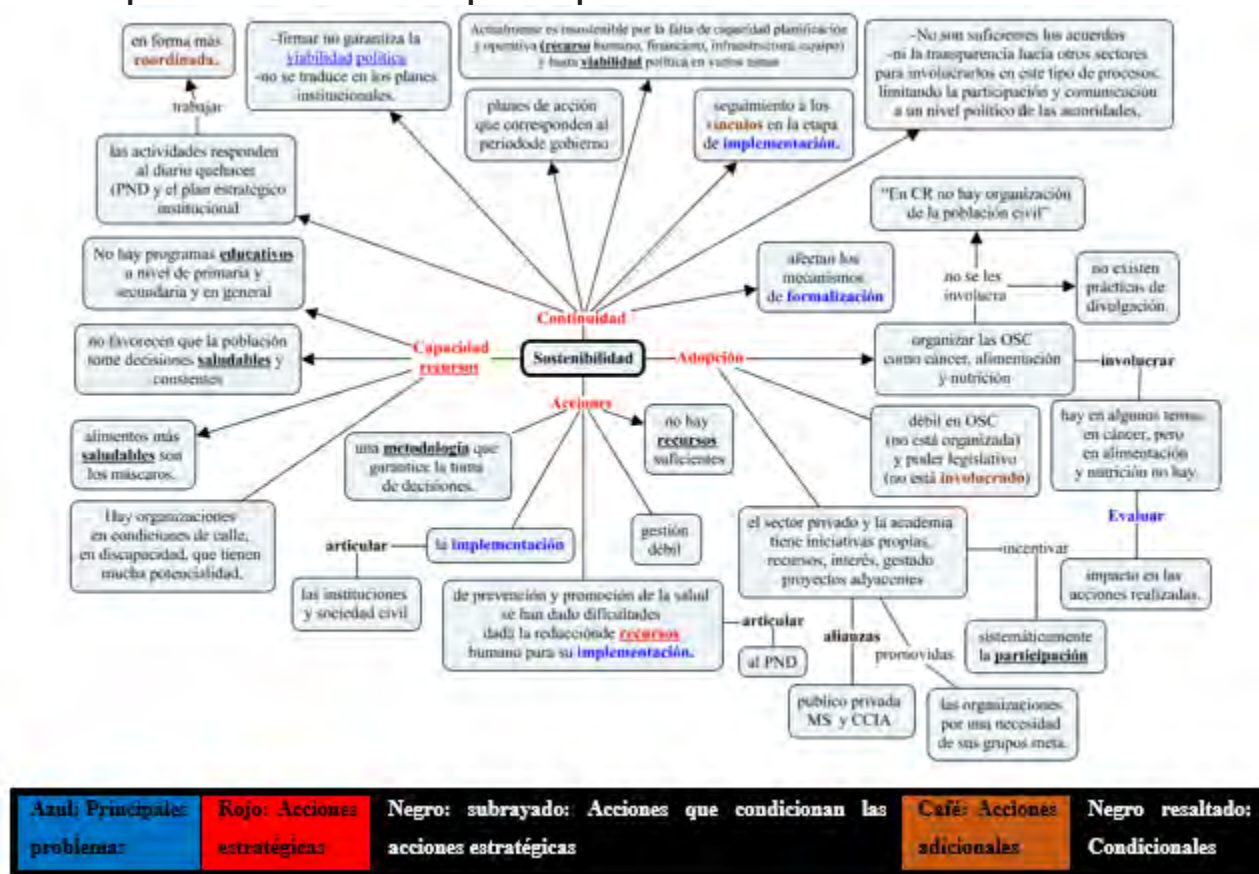 en forma más
coordinada.
trabajar
las actividades responden
al diario quehacer
(PND y el plan estratégico
institucional
-firmar no garantiza la
viabilidad política
-no se traduce en los planes
institucionales.
Actualmente es insostenible por la falta de capacidad planificación
y operativa (recurso humano, financiero, infraestructura, equipo)
y hasta viabilidad política en varios temas
planes de acción
que corresponden al
periodode gobierno
seguimiento a los
vínculos en la etapa
de implementación.
-No son suficientes los acuerdos
-ni la transparencia hacia otros sectores
para involucrarlos en este tipo de procesos.
limitando la participación y comunicación
a un nivel político de las autoridades.
"En CR no hay organización
de la población civil"
no se les
involucra
no existen
prácticas de
divulgación.
afectan los
mecanismos
de formalización
No hay programas educativos
a nivel de primaria y
secundaria y en general
no favorecen que la población
tome decisiones saludables y
consientes
alimentos más
saludables son
los máscaros.
Hay organizaciones
en condiciones de calle,
en discapacidad, que tienen
mucha potencialidad.
Continuidad
Capacidad
recursos
Sostenibilidad
Adopción
Acciones
organizar las OSC
como cáncer, alimentación
y nutrición
involucrar
hay en algunos temas.
en cáncer, pero
en alimentación
y nutrición no hay.
Evaluar
impacto en las
acciones realizadas.
débil en OSC
(no está organizada)
y poder legislativo
(no está involucrado)
no hay
recursos
suficientes
una metodología que
garantice la toma
de decisiones.
articular
la implementación
las instituciones
y sociedad civil
gestión
débil
de prevención y promoción de la salud
se han dado dificultades
dada la reducciónde recursos
humano para su implementación.
articular
al PND
el sector privado y la academia
tiene iniciativas propias,
recursos, interés, gestado
proyectos adyacentes
incentivar
sistemáticamente
la participación
alianzas
promovidas
publico privada
MS y CCIA
las organizaciones
por una necesidad
de sus grupos meta.
Azul: Principales
problemas
Rojo: Acciones
estratégicas
Negro: subrayado: Acciones que condicionan las
acciones estratégicas
Café: Acciones
adicionales
Negro resaltado:
Condicionales